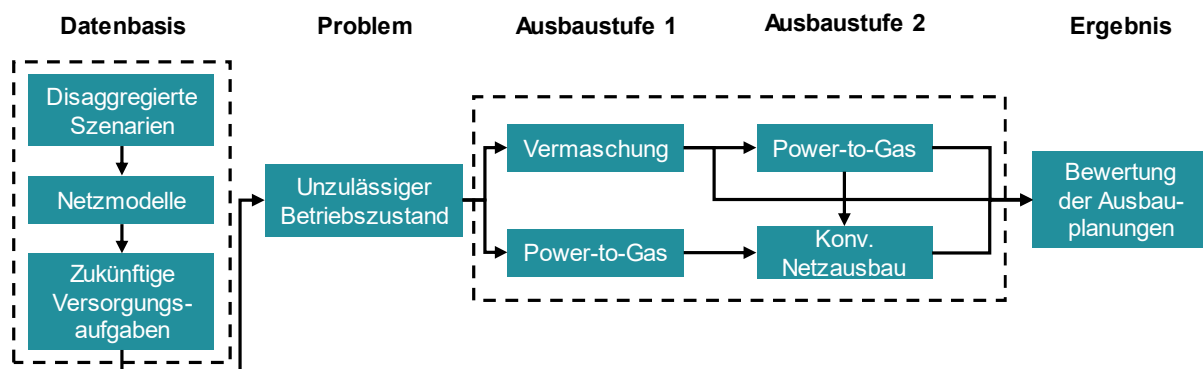 Datenbasis
Problem
Ausbaustufe 1
Ausbaustufe 2
Ergebnis
Disaggregierte
Szenarien
Netzmodelle
Zukünftige
Versorgungs-
aufgaben
Unzulässiger
Betriebszustand
Vermaschung
Power-to-Gas
Power-to-Gas
Konv.
Netzausbau
Bewertung
der Ausbau-
planungen